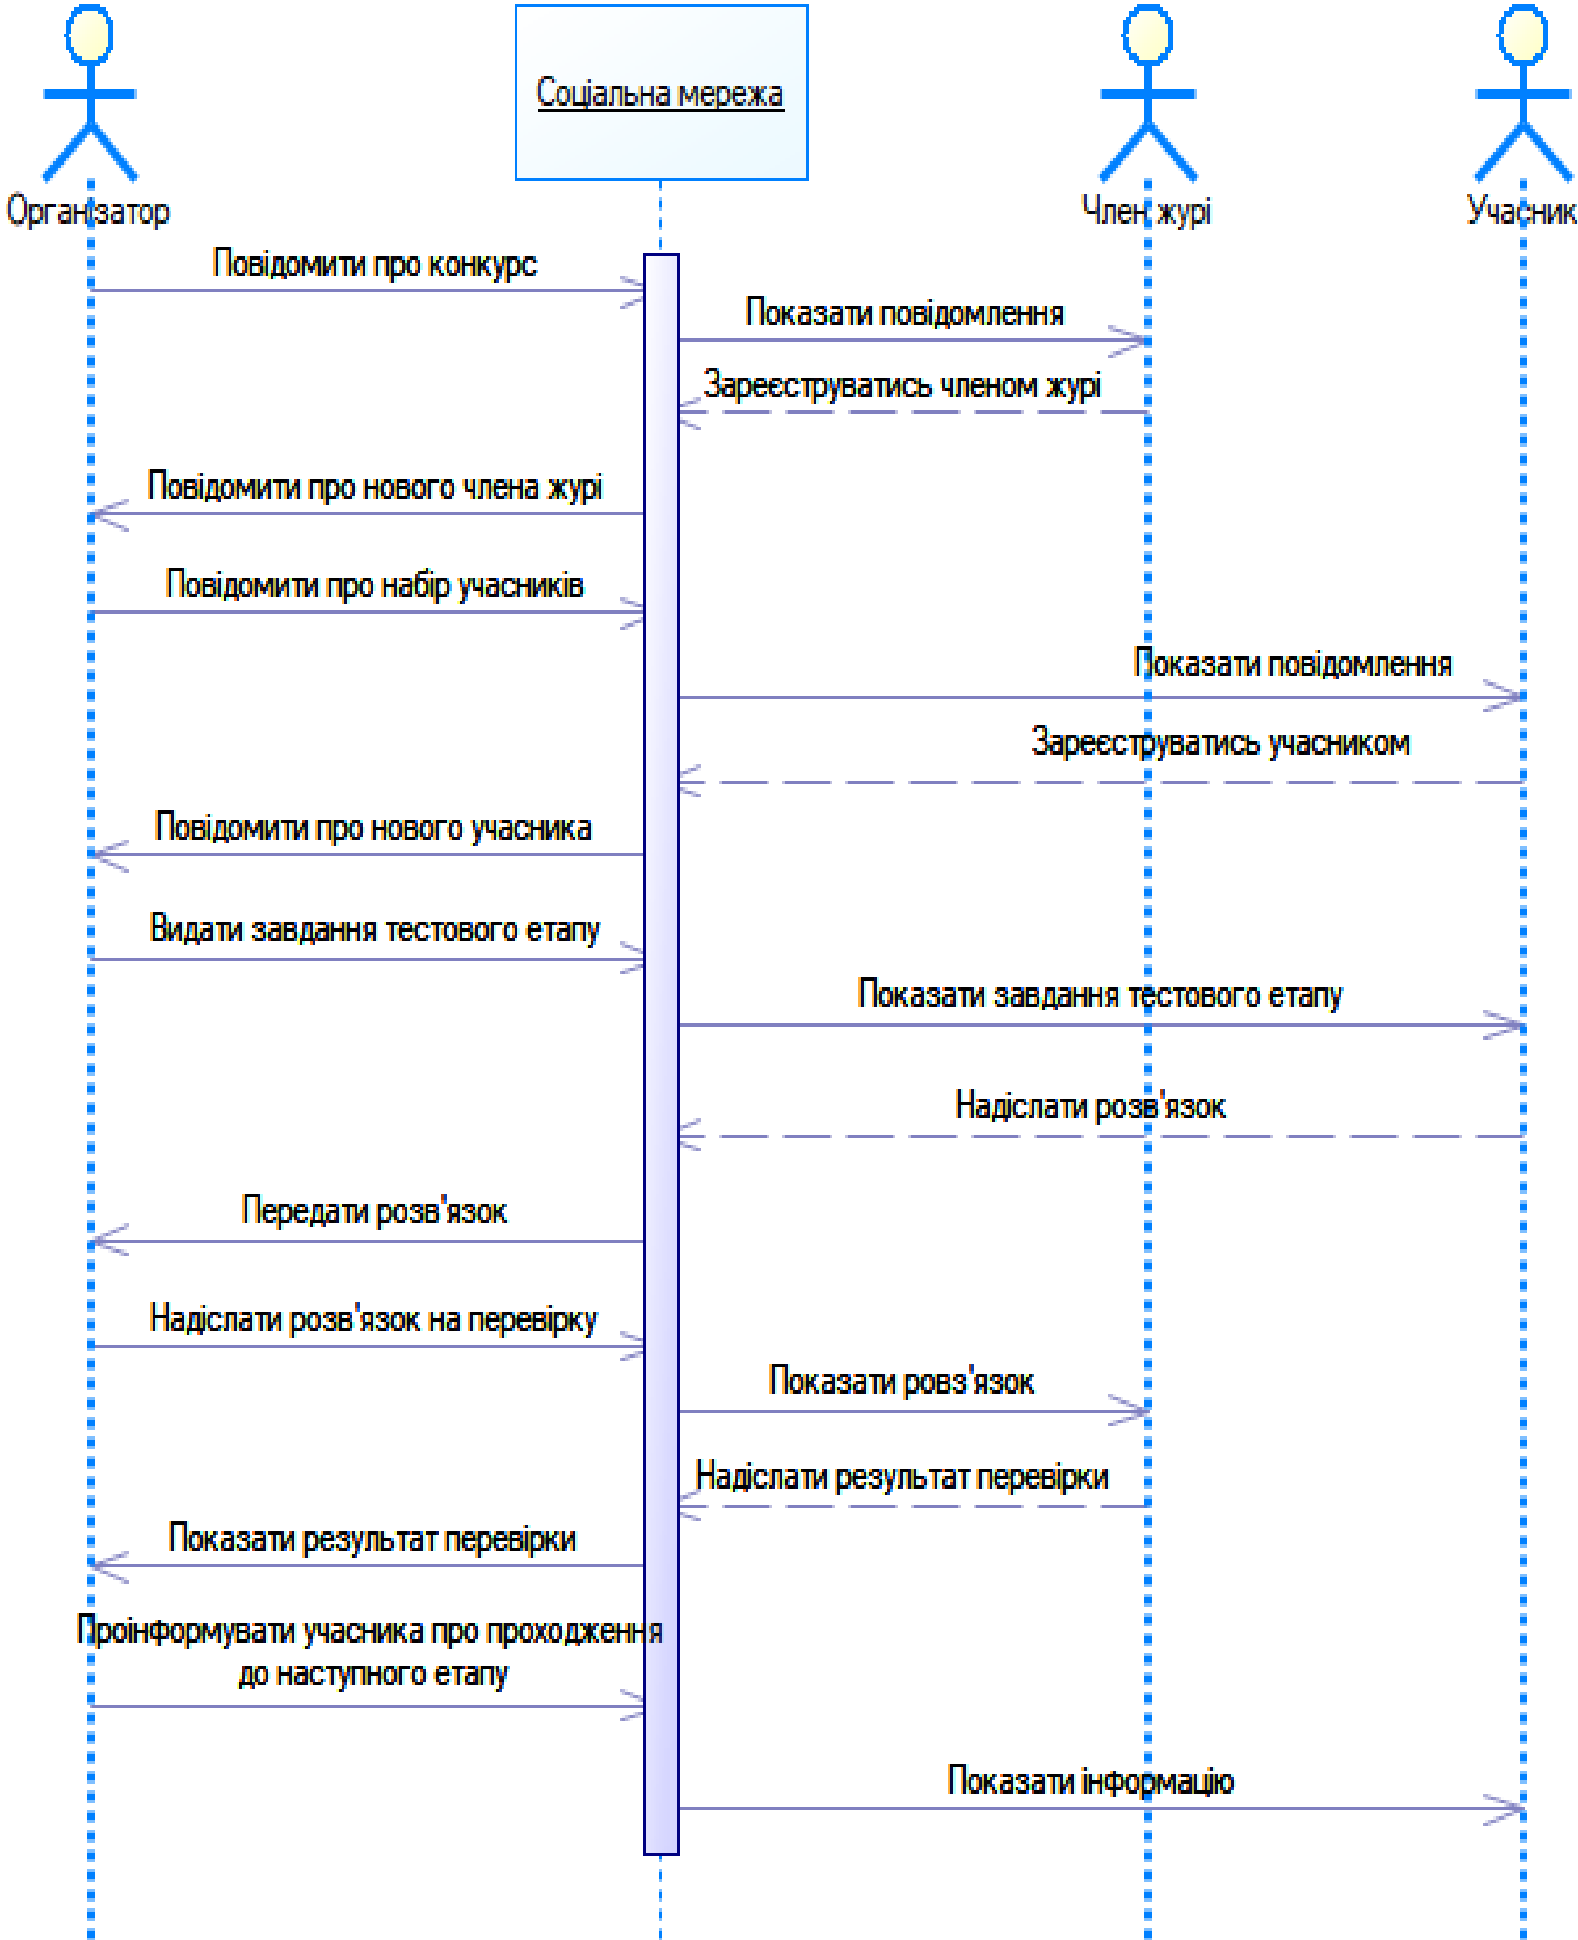 Соціальна мережа
Організатор
Член журі
Учасник
Повідомити про конкурс
Показати повідомлення
Зареєструватись членом журі
Повідомити про нового члена журі
Повідомити про набір учасників
Показати повідомлення
Зареєструватись учасником
Повідомити про нового учасника
Видати завдання тестового етапу
Показати завдання тестового етапу
Надіслати розв'язок
Передати розв'язок
Надіслати розв'язок на перевірку
Показати ровз'язок
Надіслати результат перевірки
Показати результат перевірки
Проінформувати учасника про проходження
до наступного етапу
Показати інформацію